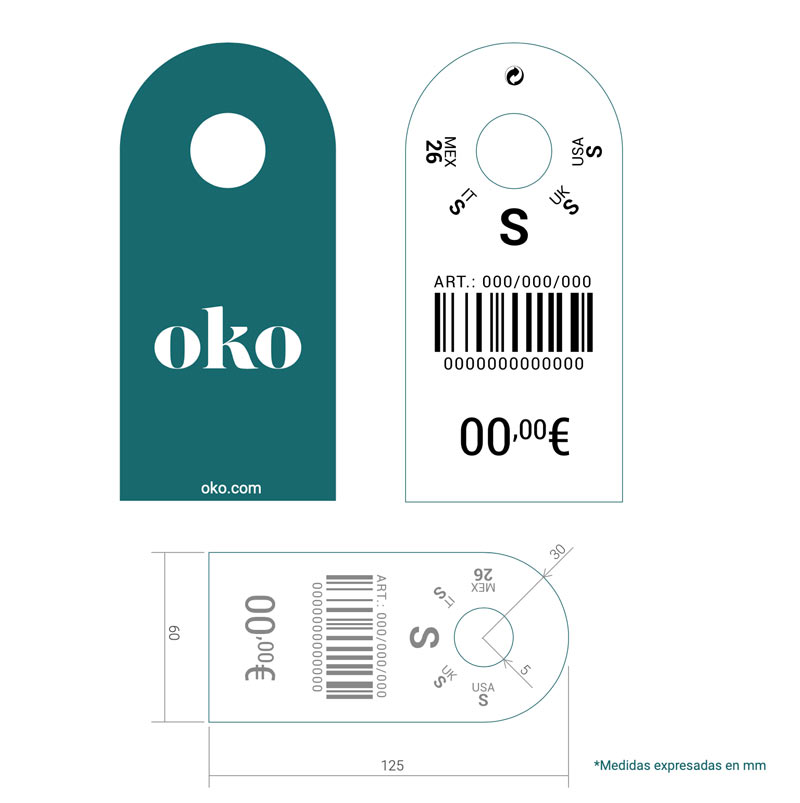 oko
oko.com
MEX
26
IT
S
S
UK
S
USA
S
ART.: 000/000/000
0000000000000
00,00€
60
00,00€
0000000000000
ART.: 000/000/000
S
IT
S
MEX
26
UK
S
USA
S
30
5
125
*Medidas expresadas en mm